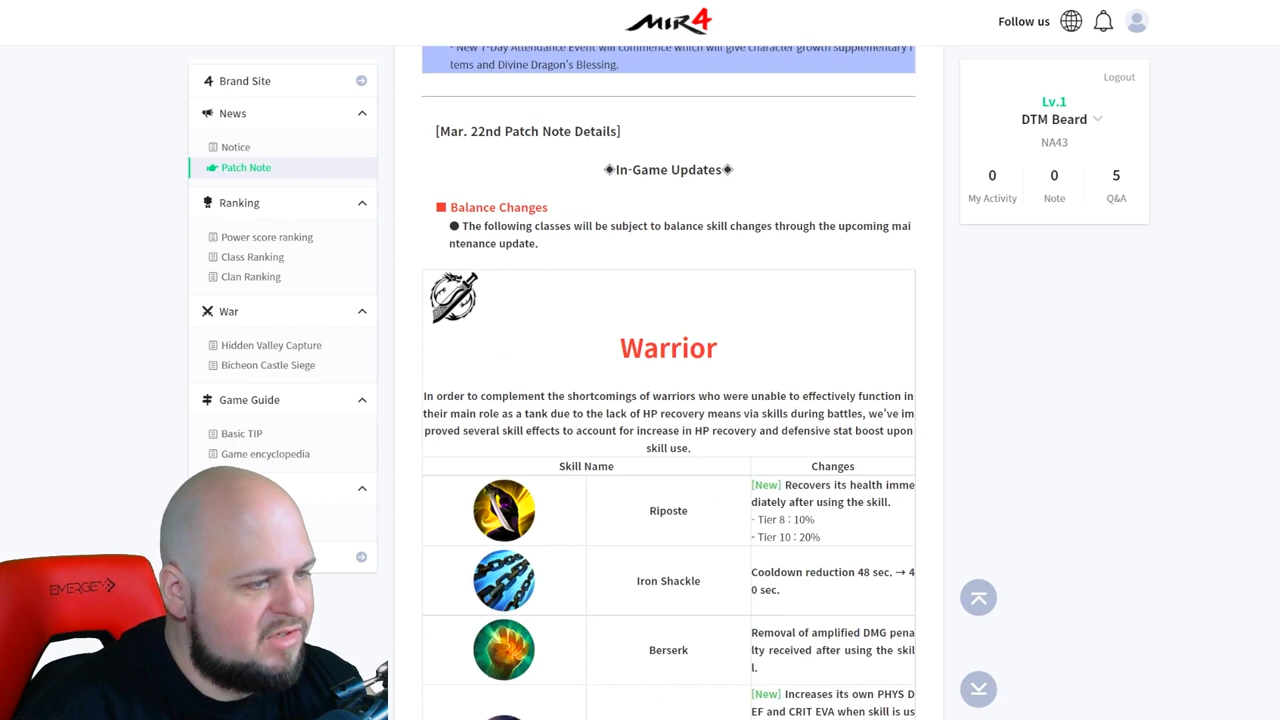 MIR4
Follow us
- New 7-Day Attendance Event will commence which will give character growth supplementary i
tems and Divine Dragon's Blessing.
Brand Site
News
Notice
Patch Note
Ranking
Power score ranking
Class Ranking
Clan Ranking
War
Hidden Valley Capture
Bicheon Castle Siege
Game Guide
Basic TIP
Game encyclopedia
[Mar. 22nd Patch Note Details]
◈In-Game Updates◈
■ Balance Changes
● The following classes will be subject to balance skill changes through the upcoming mai
ntenance update.
Warrior
In order to complement the shortcomings of warriors who were unable to effectively function in
their main role as a tank due to the lack of HP recovery means via skills during battles, we've im
proved several skill effects to account for increase in HP recovery and defensive stat boost upon
skill use.
Skill Name
Changes
Riposte
[New] Recovers its health imme
diately after using the skill.
- Tier 8 : 10%
- Tier 10 : 20%
Iron Shackle
Cooldown reduction 48 sec. → 4
0 sec.
Berserk
Removal of amplified DMG pena
lty received after using the skil
l.
[New] Increases its own PHYS D
EF and CRIT EVA when skill is us
Logout
Lv.1
DTM Beard
NA43
0
0
5
My Activity
Note
Q&A
EMERGE